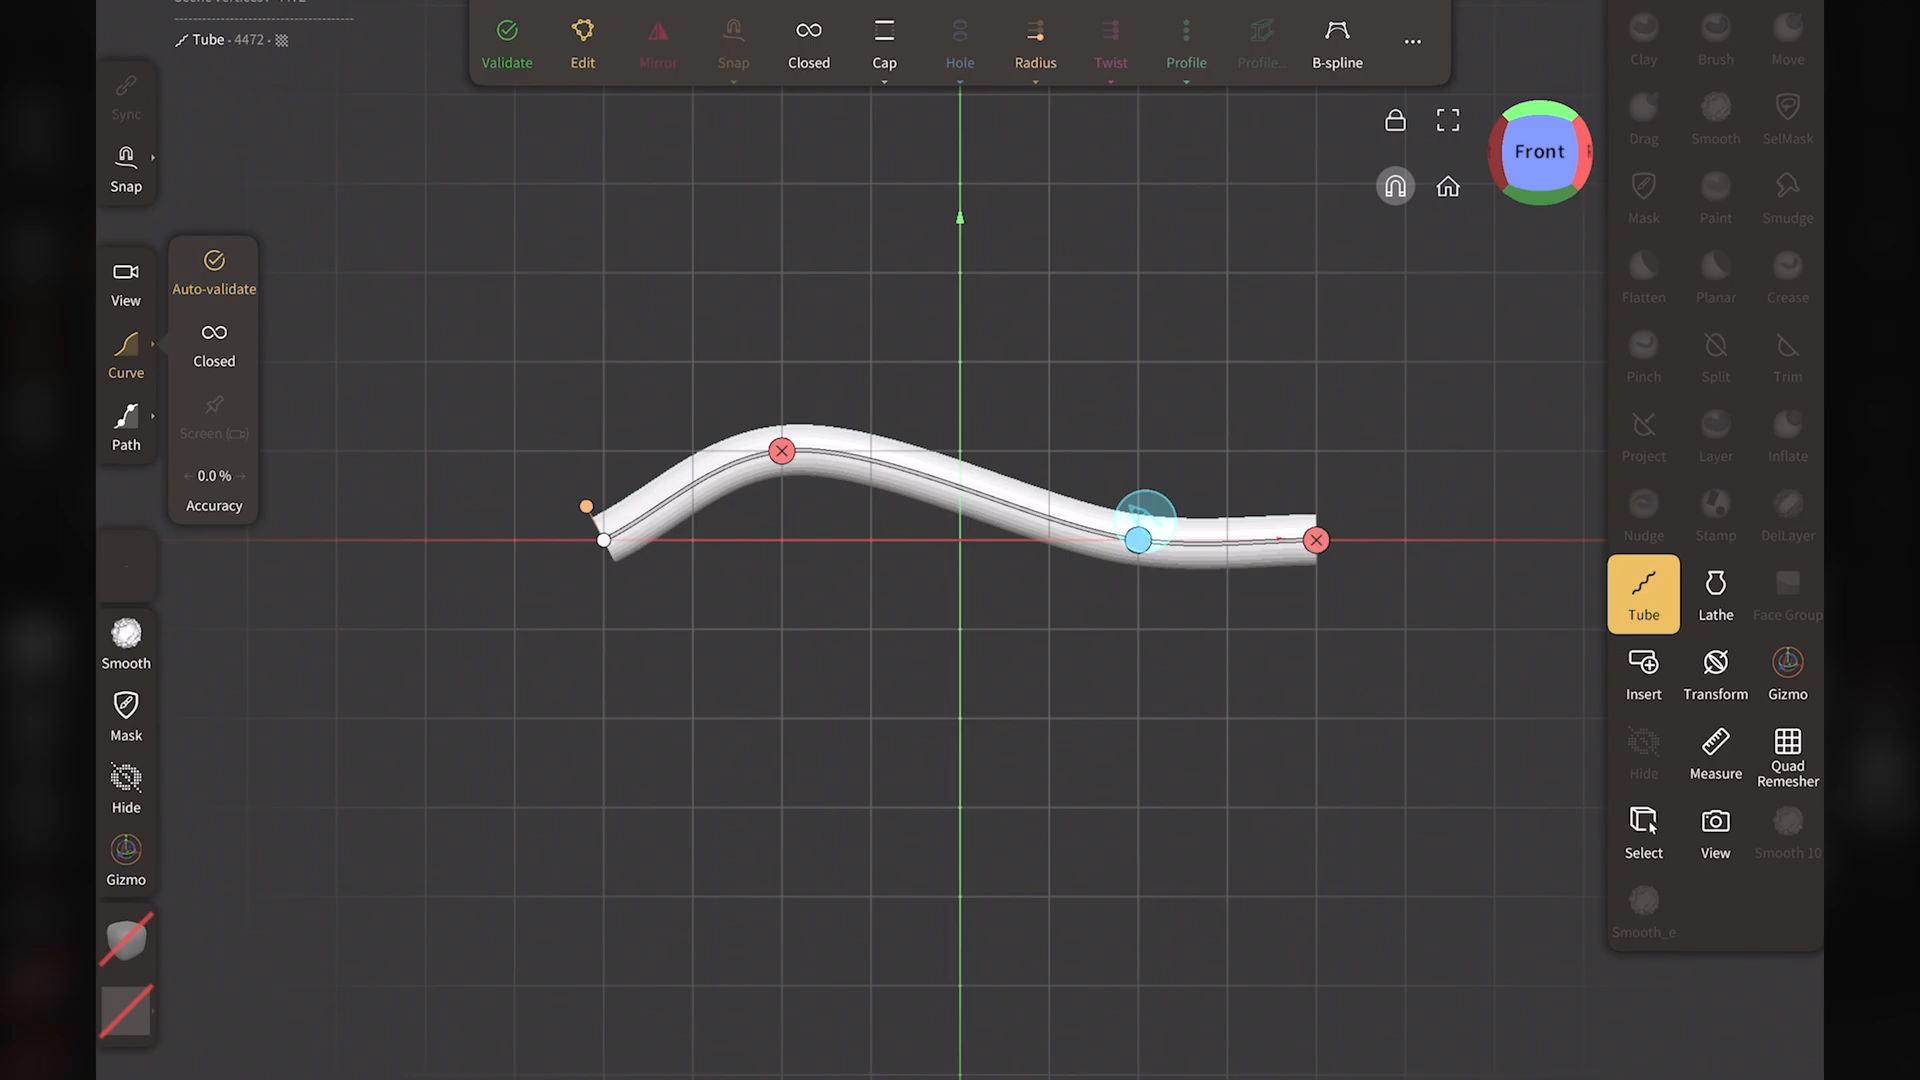 Tube • 4472 •
Validate
Edit
Mirror
Snap
Closed
Cap
Hole
Radius
Twist
Profile
Profile..
B-spline
...
Sync
Snap
View
Curve
Path
Auto-validate
Closed
Screen
0.0 %
Accuracy
Smooth
Mask
Hide
Gizmo
Front
Clay Brush Move
Drag Smooth SelMask
Mask Paint Smudge
Flatten Planar Crease
Pinch Split Trim
Project Layer Inflate
Nudge Stamp DelLayer
Tube Lathe Face Group
Insert Transform Gizmo
Hide Measure Quad
Remesher
Select View Smooth 10
Smooth_e